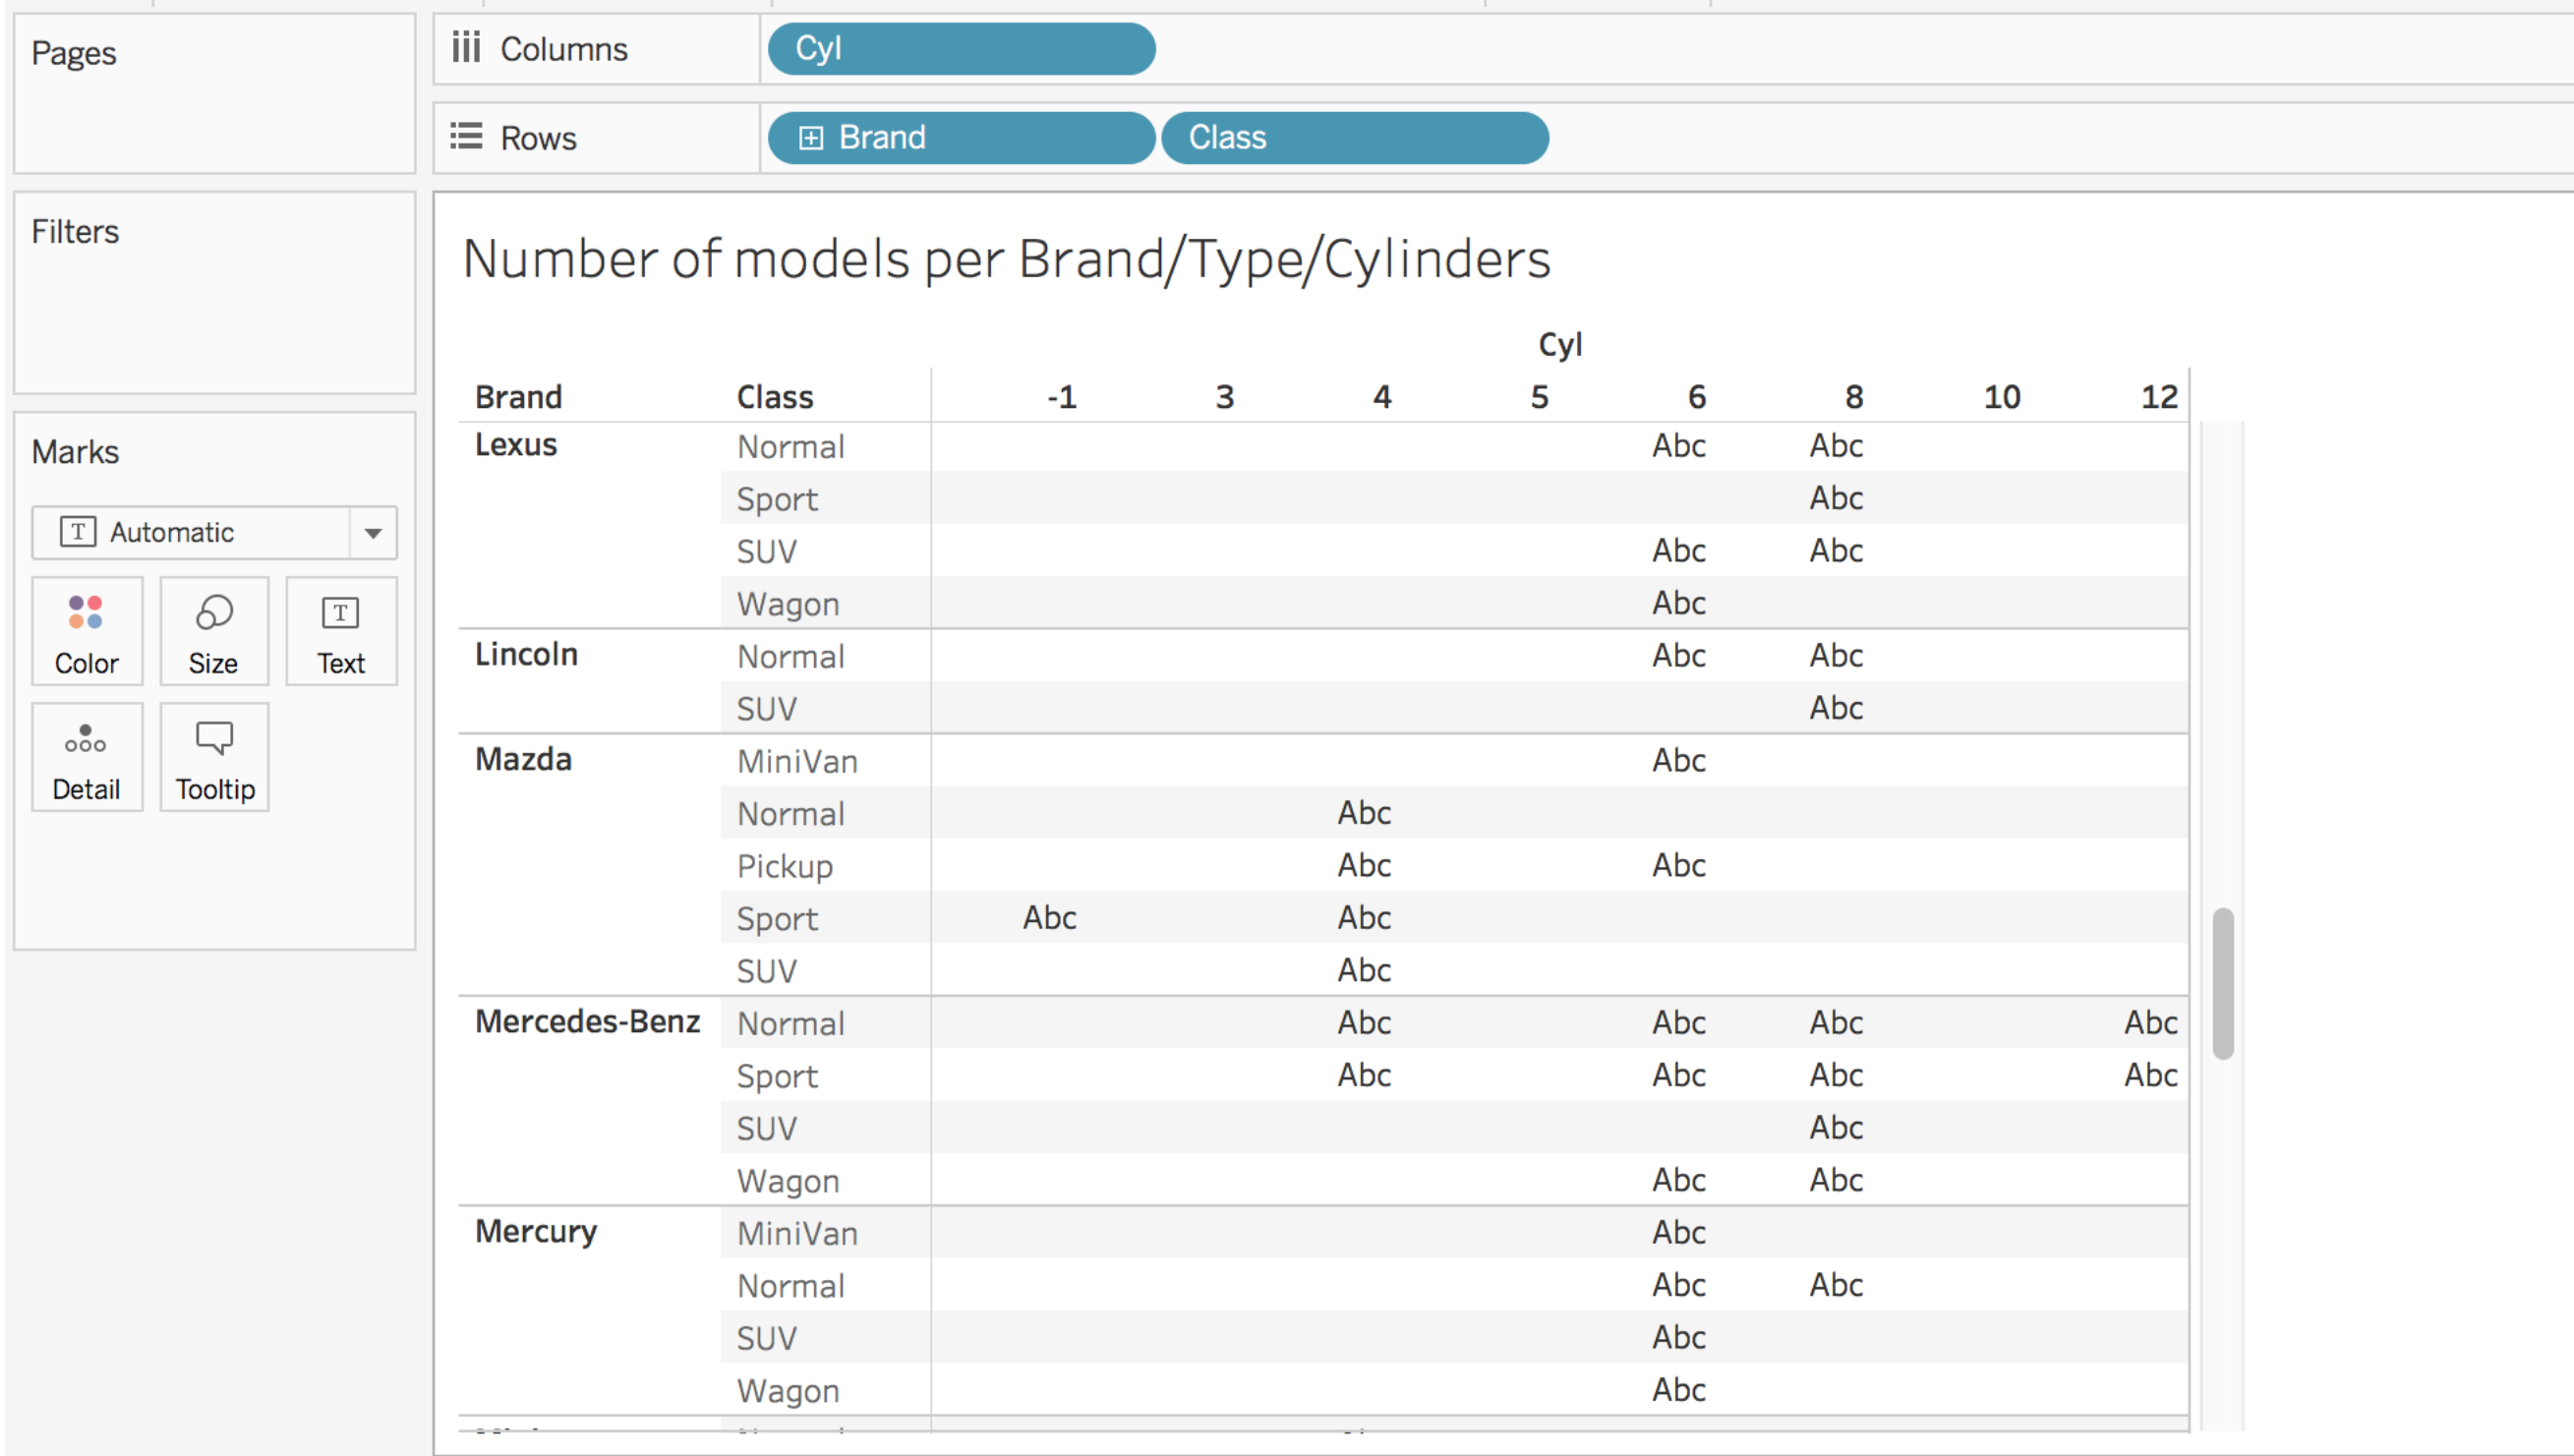 Pages
Columns Cyl
Rows Brand Class
Filters
Number of models per Brand/Type/Cylinders
Cyl
Brand Class -1 3 4 5 6 8 10 12
Marks
T Automatic
Color Size T Text
Detail Tooltip
Lexus Normal Abc Abc
Sport Abc
SUV Abc Abc
Wagon Abc
Lincoln Normal Abc Abc
SUV Abc
Mazda MiniVan Abc
Normal Abc
Pickup Abc Abc
Sport Abc Abc
SUV Abc
Mercedes-Benz Normal Abc Abc Abc Abc
Sport Abc Abc Abc Abc
SUV Abc
Wagon Abc Abc
Mercury MiniVan Abc
Normal Abc Abc
SUV Abc
Wagon Abc